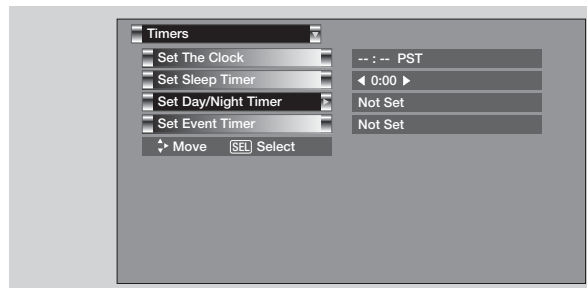 Timers
Set The Clock -- : -- PST
Set Sleep Timer 0:00
Set Day/Night Timer Not Set
Set Event Timer Not Set
Move SEL Select